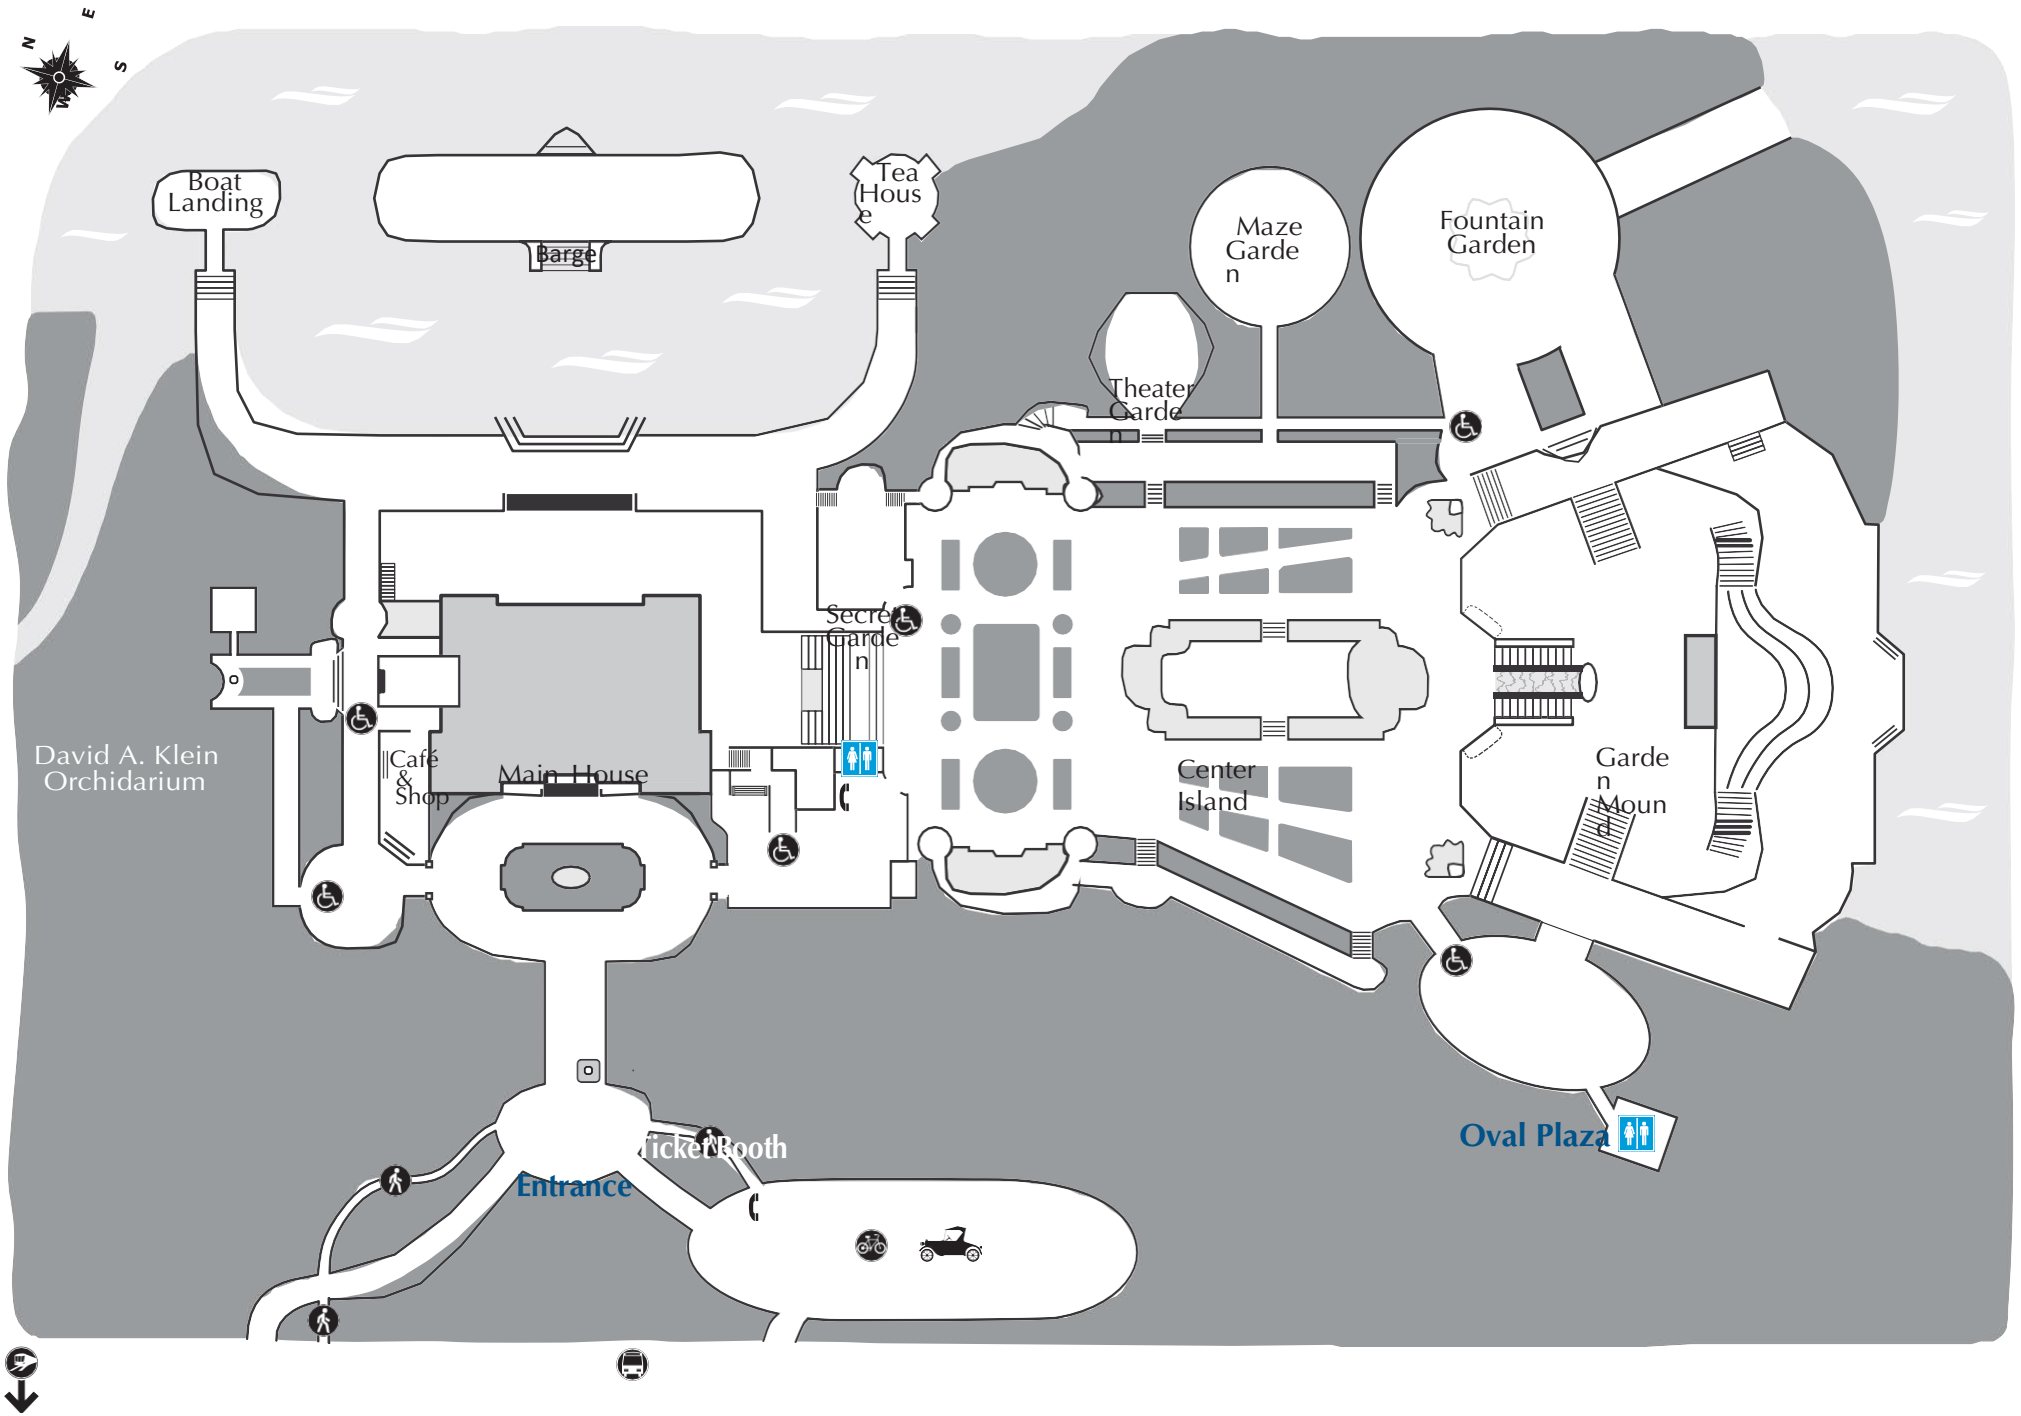 E
N
S
W
Boat
Landing
Tea
Hous
e
Barge
Maze
Garde
n
Fountain
Garden
Theater
Garde
n
Secret
Garde
n
David A. Klein
Orchidarium
Café
&
Shop
Main House
Center
Island
Garde
n
Moun
d
Ticket Booth
Entrance
Oval Plaza